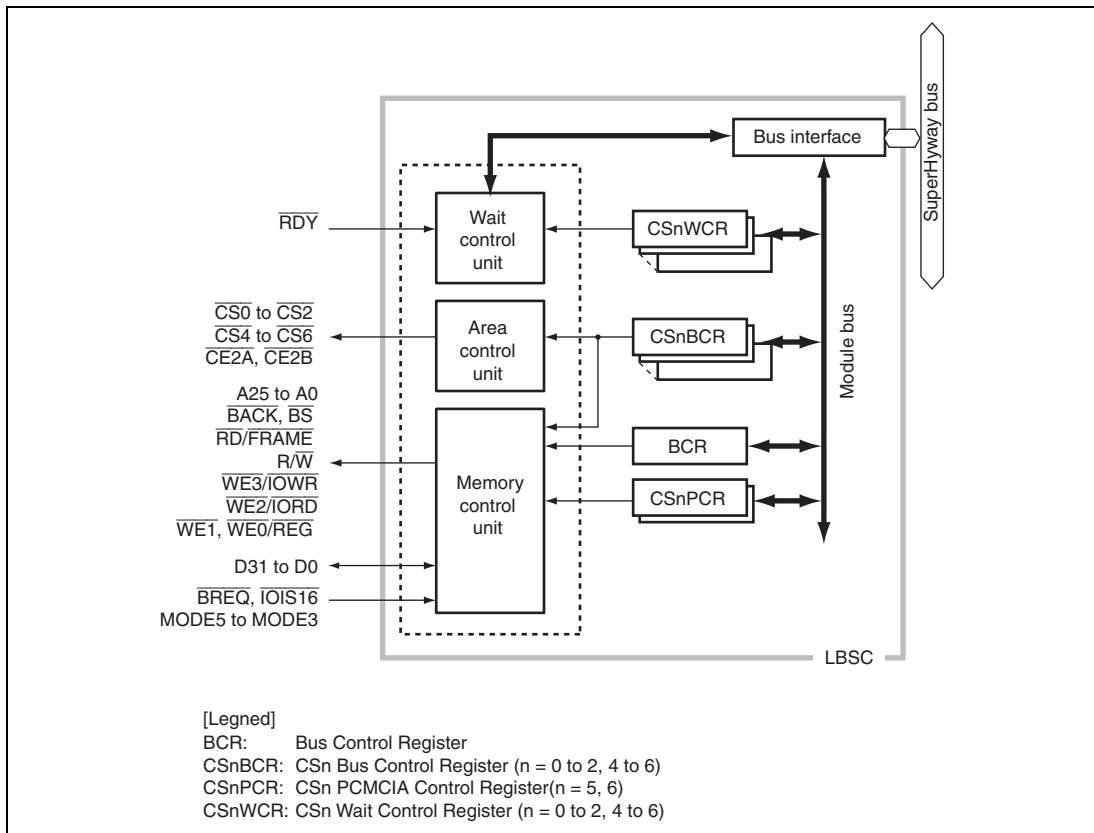 SuperHyway bus
Bus interface
RDY
Wait
control
unit
CSnWCR
CS0 to CS2
CS4 to CS6
CE2A, CE2B
Area
control
unit
CSnBCR
Module bus
A25 to A0
BACK, BS
RD/FRAME
R/W
WE3/IOWR
WE2/IORD
WE1, WE0/REG
Memory
control
unit
BCR
CSnPCR
D31 to D0
BREQ, IOIS16
MODE5 to MODE3
LBSC
[Legned]
BCR: Bus Control Register
CSnBCR: CSn Bus Control Register (n = 0 to 2, 4 to 6)
CSnPCR: CSn PCMCIA Control Register(n = 5, 6)
CSnWCR: CSn Wait Control Register (n = 0 to 2, 4 to 6)